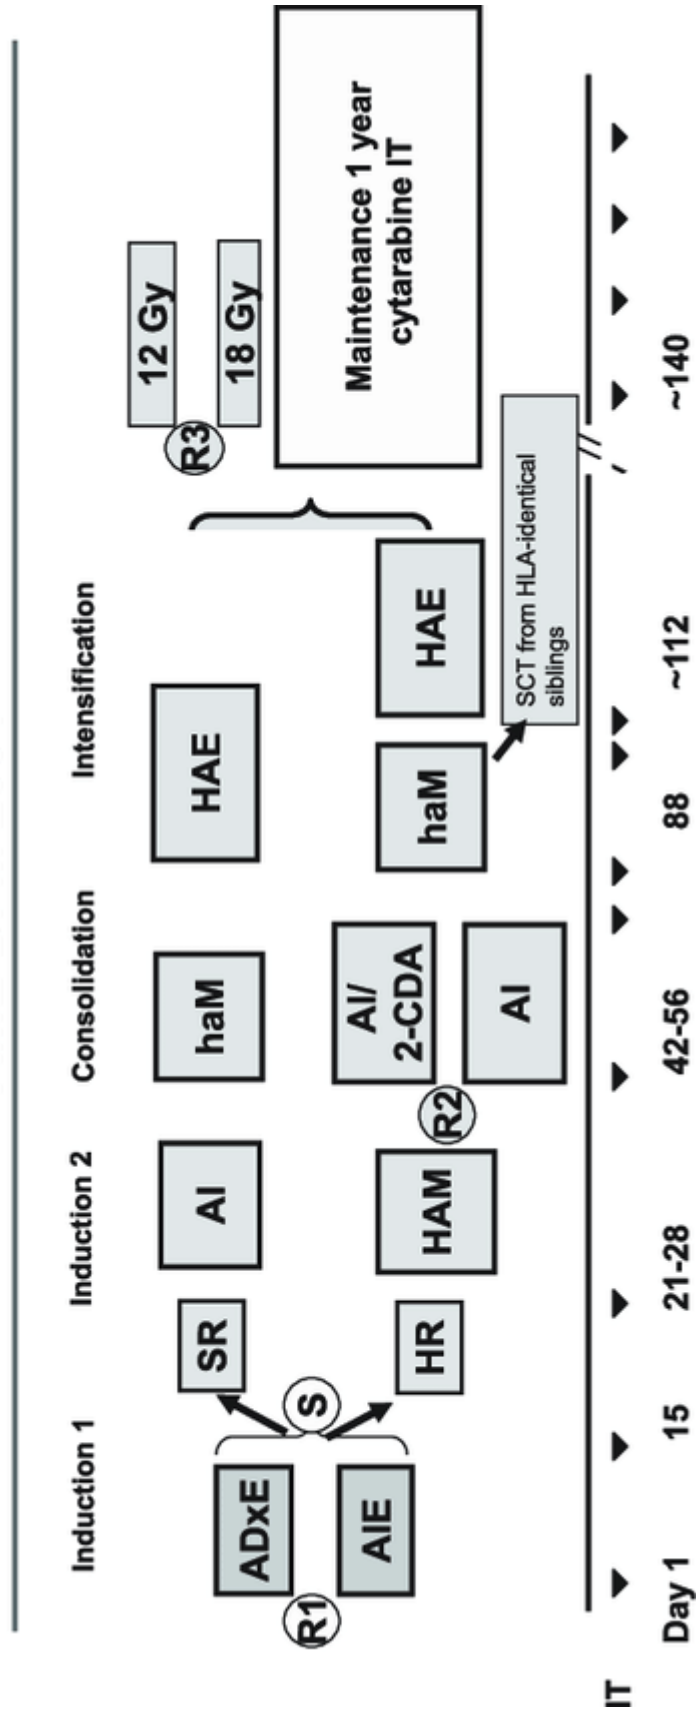 Induction 1
Induction 2
Consolidation
Intensification
R1
ADxE
AIE
S
SR
HR
AI
HAM
R2
haM
AI/
2-CDA
AI
HAE
haM
HAE
SCT from HLA-identical
siblings
R3
12 Gy
18 Gy
Maintenance 1 year
cytarabine IT
IT
Day 1
15
21-28
42-56
88
~112
~140